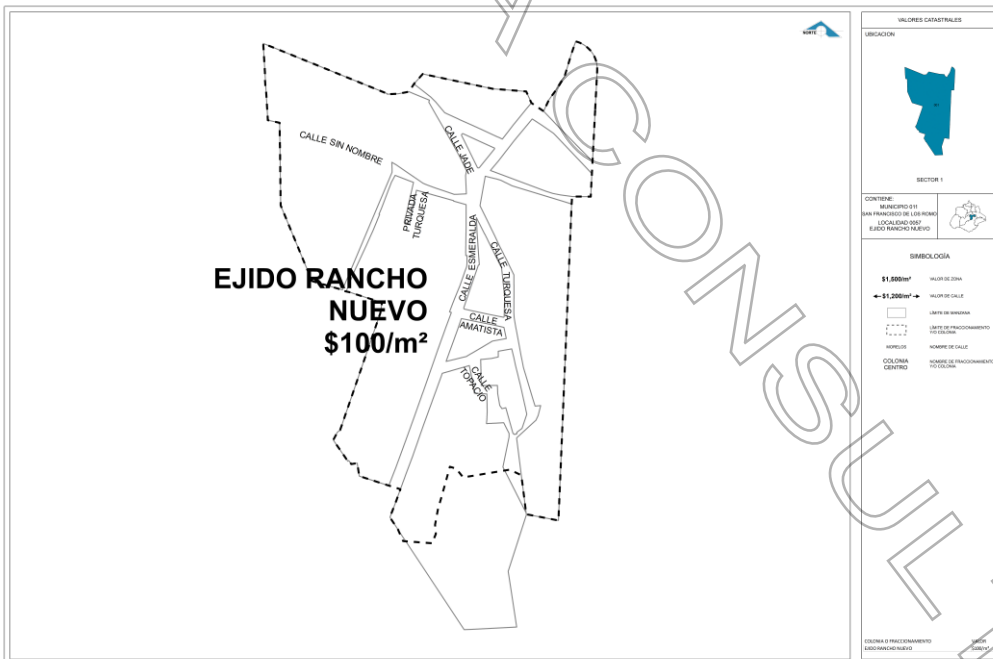 NORTE
CALLE SIN NOMBRE
CALLE JADE
PRIVADA
TURQUESA
CALLE ESMERALDA
CALLE TURQUESA
CALLE
AMATISTA
CALLE
TOPACIO
EJIDO RANCHO
NUEVO
$100/m²
CONSUL
VALORES CATASTRALES
UBICACION
SECTOR 1
CONTIENE:
MUNICIPIO 011
SAN FRANCISCO DE LOS ROMO
LOCALIDAD 0057
EJIDO RANCHO NUEVO
SIMBOLOGÍA
VALOR DE ZONA
$1,200/m²
VALOR DE CALLE
LÍMITE DE MANZANA
LÍMITE DE FRACCIONAMIENTO
Y/O COLONIA
MORELOS
NOMBRE DE CALLE
COLONIA
CENTRO
NOMBRE DE FRACCIONAMIENTO
Y/O COLONIA
COLONIA O FRACCIONAMIENTO
VALOR
EJIDO RANCHO NUEVO